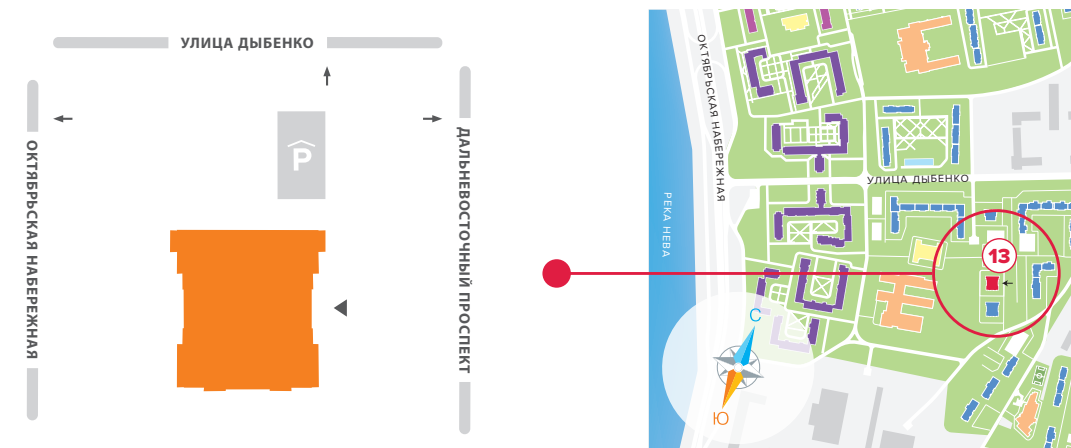 УЛИЦА ДЫБЕНКО
ОКТЯБРЬСКАЯ НАБЕРЕЖНАЯ
P
ДАЛЬНЕВОСТОЧНЫЙ ПРОСПЕКТ
ОКТЯБРЬСКАЯ НАБЕРЕЖНАЯ
РЕКА НЕВА
УЛИЦА ДЫБЕНКО
13
С
Ю